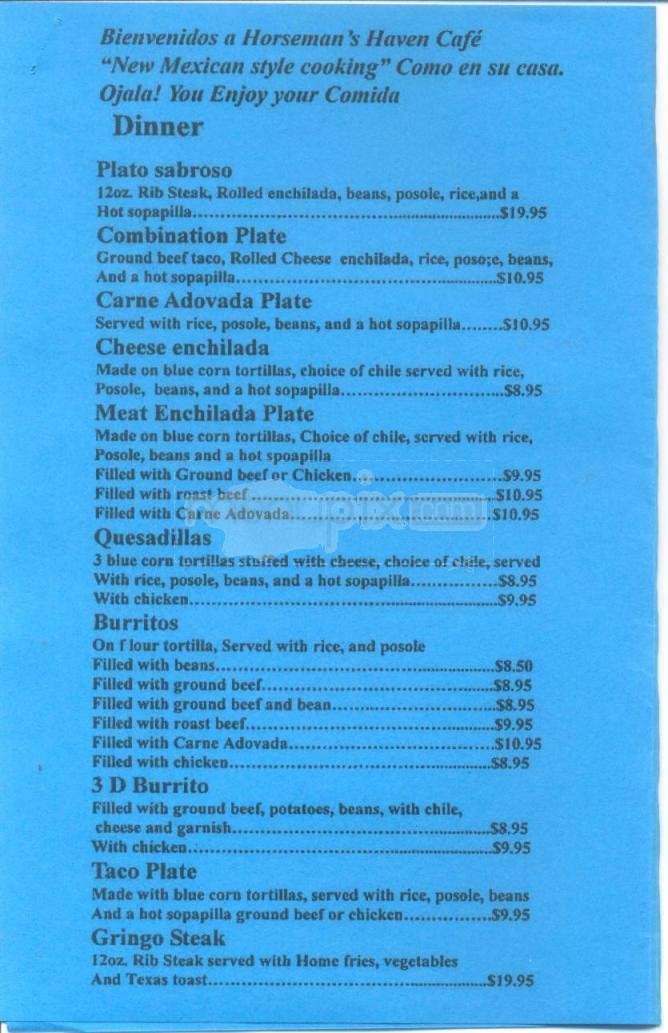 Bienvenidos a Horseman's Haven Café
"New Mexican style cooking" Como en su casa.
Ojala! You Enjoy your Comida
Dinner
Plato sabroso
12oz. Rib Steak, Rolled enchilada, beans, posole, rice,and a
Hot sopapilla...$19.95
Combination Plate
Ground beef taco, Rolled Cheese enchilada, rice, poso;e, beans,
And a hot sopapilla...$10.95
Carne Adovada Plate
Served with rice, posole, beans, and a hot sopapilla........$10.95
Cheese enchilada
Made on blue corn tortillas, choice of chile served with rice,
Posole, beans, and a hot sopapilla...$8.95
Meat Enchilada Plate
Made on blue corn tortillas, Choice of chile, served with rice,
Posole, beans and a hot spoapilla
Filled with Ground beef or Chicken...$9.95
Filled with roast beef...$10.95
Filled with Carne Adovada...$10.95
Quesadillas
3 blue corn tortillas stuffed with cheese, choice of chile, served
With rice, posole, beans, and a hot sopapilla...$8.95
With chicken...$9.95
Burritos
On f lour tortilla, Served with rice, and posole
Filled with beans...$8.50
Filled with ground beef...$8.95
Filled with ground beef and bean...$8.95
Filled with roast beef...$9.95
Filled with Carne Adovada...$10.95
Filled with chicken...$8.95
3 D Burrito
Filled with ground beef, potatoes, beans, with chile,
cheese and garnish...$8.95
With chicken...$9.95
Taco Plate
Made with blue corn tortillas, served with rice, posole, beans
And a hot sopapilla ground beef or chicken...$9.95
Gringo Steak
12oz. Rib Steak served with Home fries, vegetables
And Texas toast...$19.95